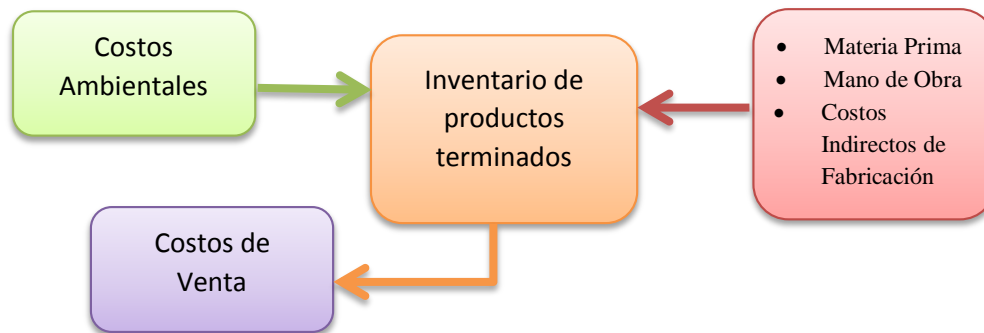 Costos
Ambientales
Inventario de
productos
terminados
• Materia Prima
• Mano de Obra
• Costos
Indirectos de
Fabricación
Costos de
Venta